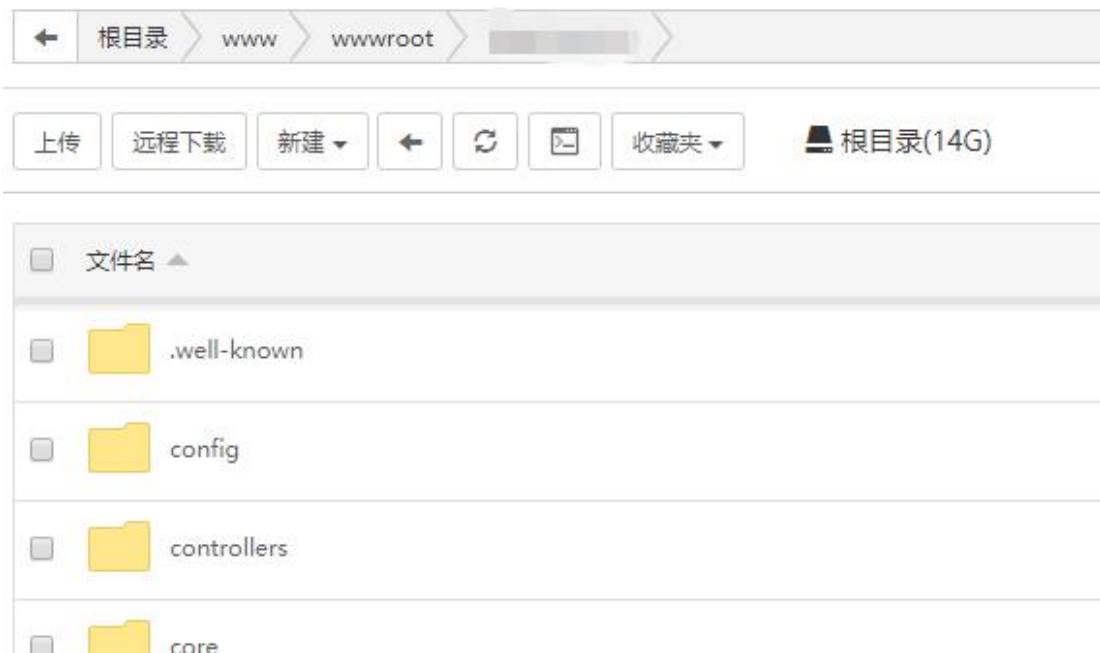 根目录 www wwwroot
上传 远程下载 新建 收藏夹 根目录(14G)
文件名
.well-known
config
controllers
core